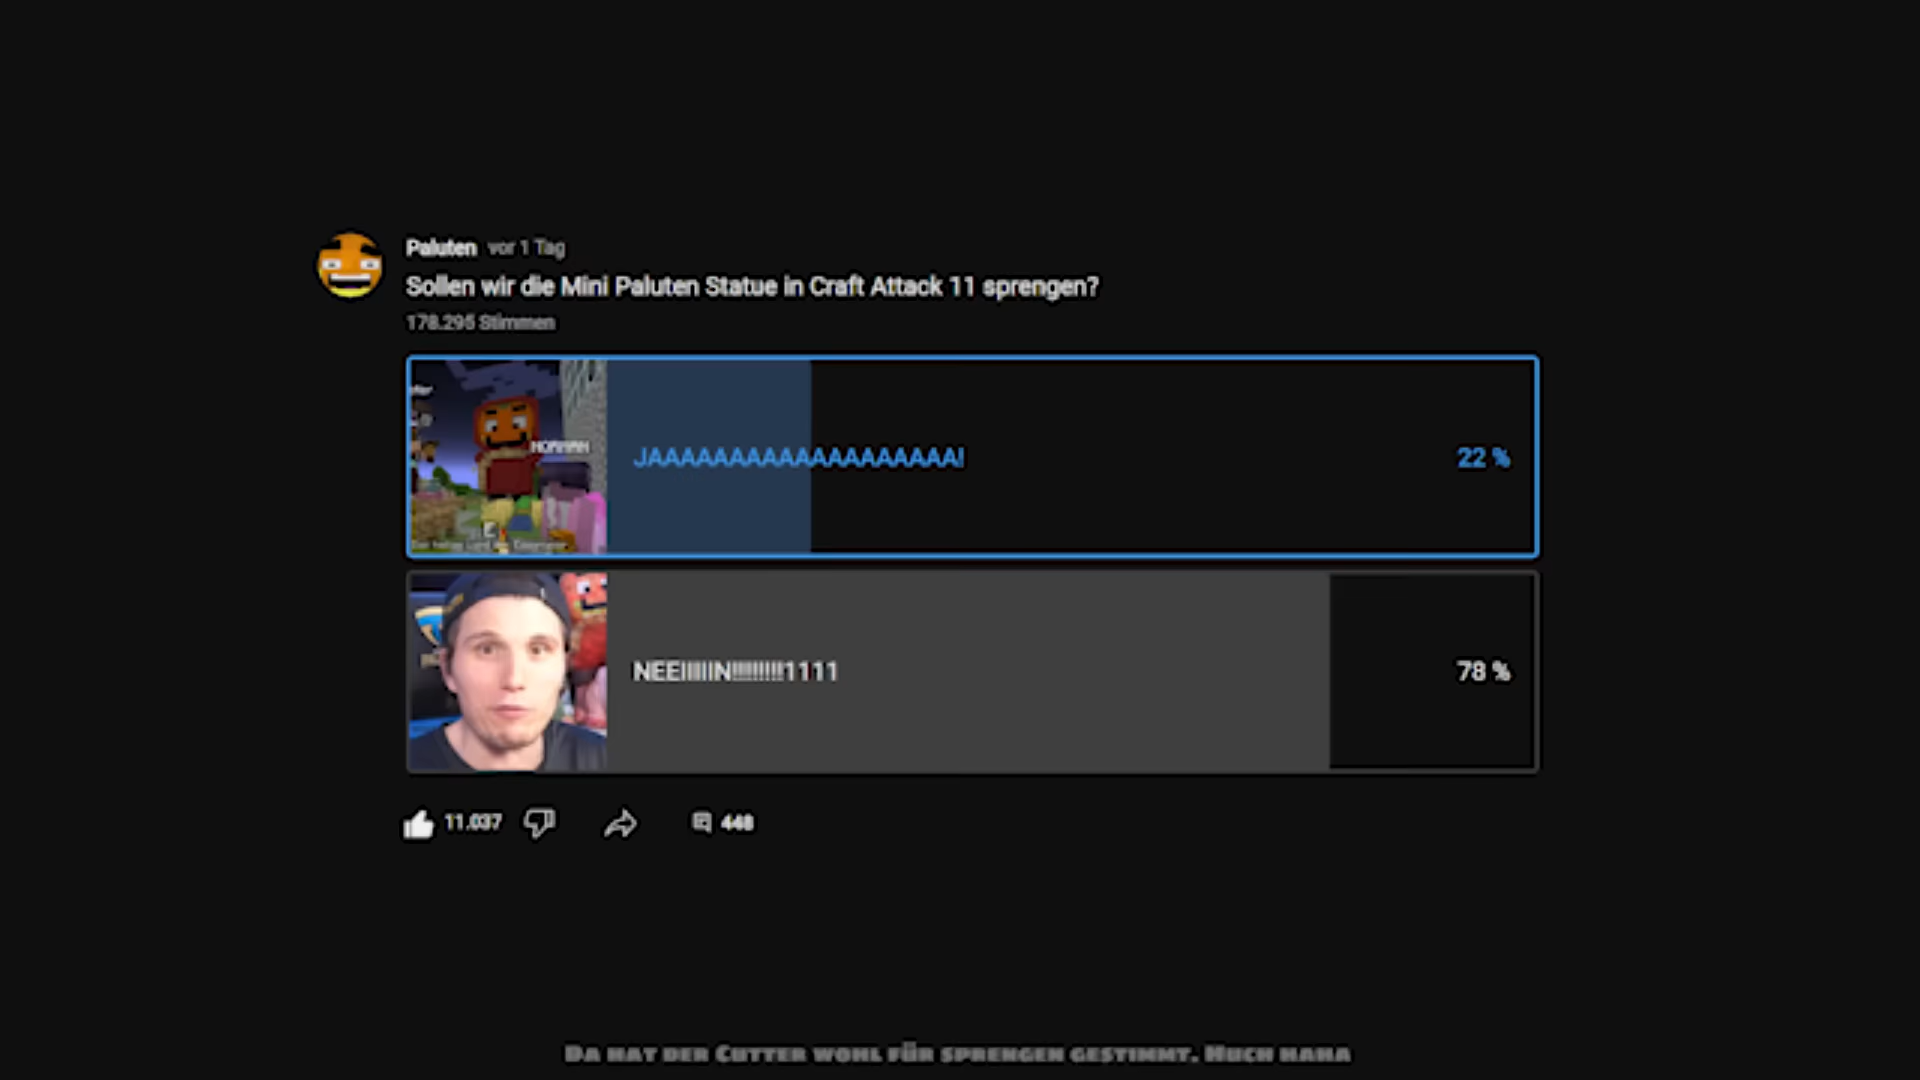 Paluten vor 1 Tag
Sollen wir die Mini Paluten Statue in Craft Attack 11 sprengen?
178.295 Stimmen
JAAAAAAAAAAAAAAAAAAA!
22 %
NEEIIIIIN!!!!!!!!!1111
78 %
11.037 448
Da hat der Cutter wohl für sprengen gestimmt. Huch haha